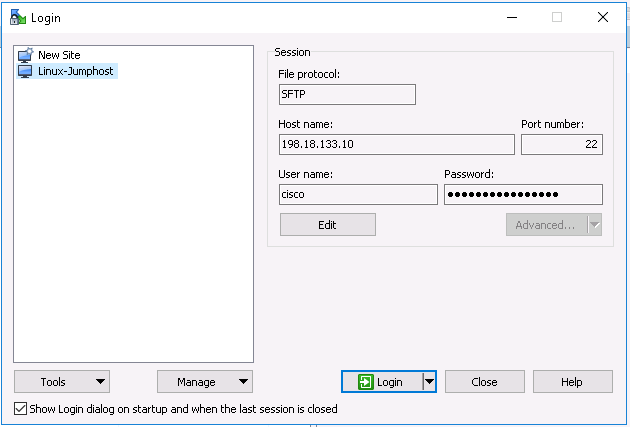 Login
New Site
Linux-Jumphost
Session
File protocol:
SFTP
Host name:
Port number:
198.18.133.10
22
User name:
Password:
cisco
••••••••••••••••
Edit
Advanced...
Tools
Manage
Login
Close
Help
Show Login dialog on startup and when the last session is closed